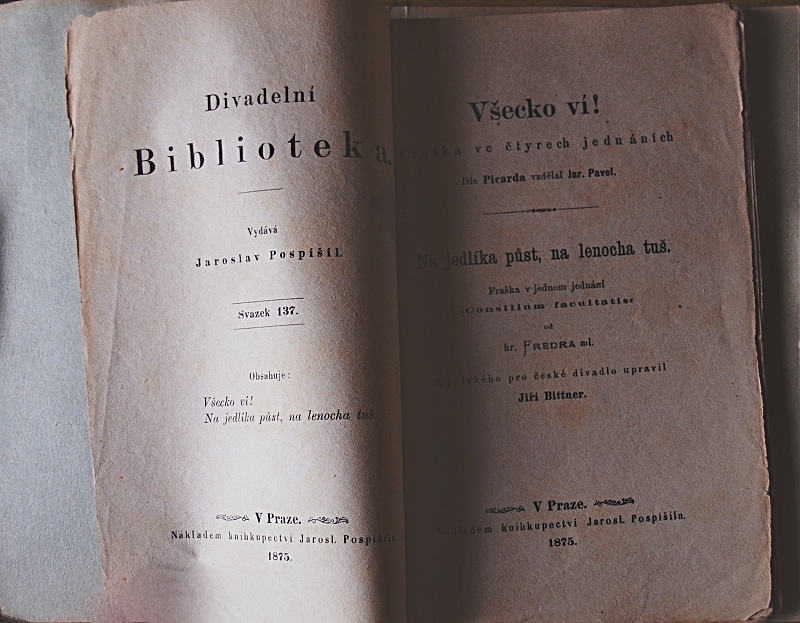 Divadelní
Biblioteka.
Vydává
Jaroslav Pospíšil.
Svazek 137.
Obsahuje:
Všecko ví!
Na jedlíka půst, na lenocha tuš.
V Praze.
Nákladem knihkupectví Jarosl. Pospíšila.
1875.
Všecko ví!
Fraška ve čtyrech jednáních
Dle Picarda vzdělal Jar. Pavel.
Na jedlíka půst, na lenocha tuš.
Fraška v jednom jednání
»Consilium facultatis«
od
hr. FREDRA ml.
Z polského pro české divadlo upravil
Jiří Bittner.
V Praze.
Nákladem knihkupectví Jarosl. Pospíšila.
1875.